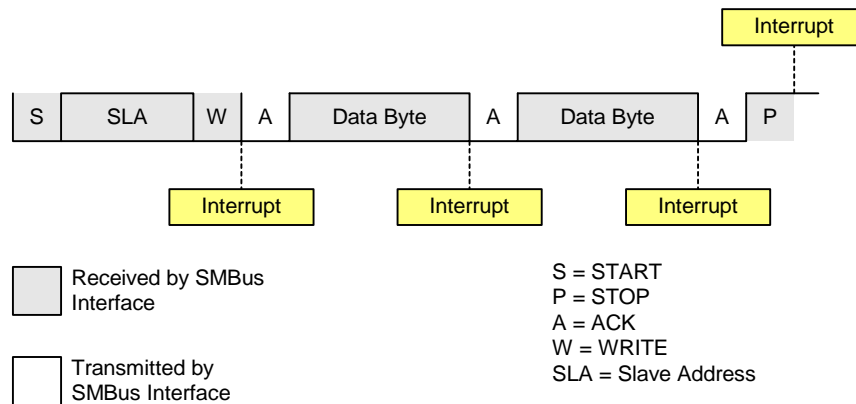 Interrupt
S SLA W A Data Byte A Data Byte A P
Interrupt Interrupt Interrupt
Received by SMBus
Interface
Transmitted by
SMBus Interface
S = START
P = STOP
A = ACK
W = WRITE
SLA = Slave Address